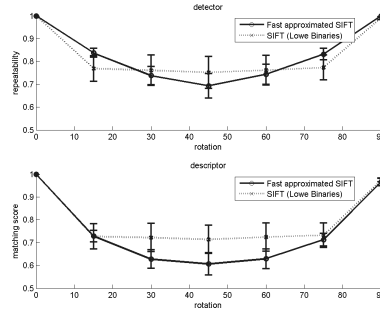 detector
1
0.9
0.8
0.7
0.6
0.5
repeatability
Fast approximated SIFT
SIFT (Lowe Binaries)
0 10 20 30 40 50 60 70 80 90
rotation
descriptor
1
0.9
0.8
0.7
0.6
0.5
matching score
Fast approximated SIFT
SIFT (Lowe Binaries)
0 10 20 30 40 50 60 70 80 90
rotation